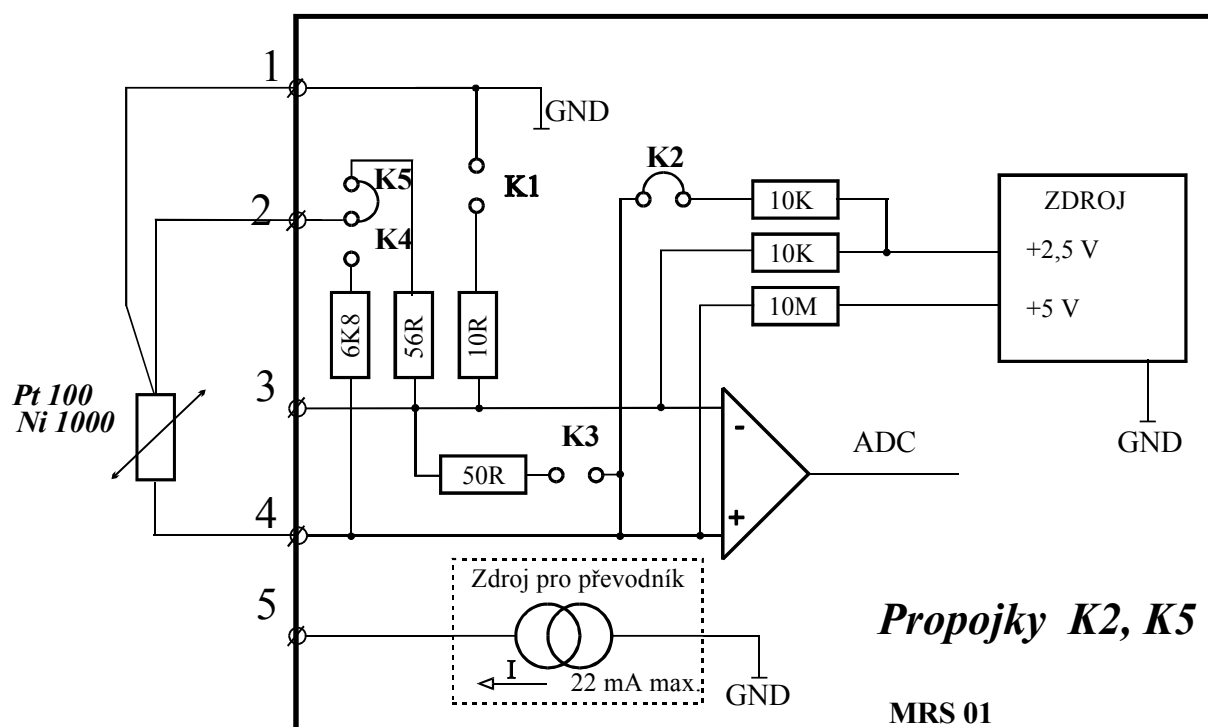 1
GND
K5
K1
K2
10K
ZDROJ
2
K4
10K
+2,5 V
10M
+5 V
6K8
56R
10R
Pt 100
Ni 1000
3
K3
50R
-
ADC
GND
4
+
5
Zdroj pro převodník
I
22 mA max.
GND
Propojky K2, K5
MRS 01